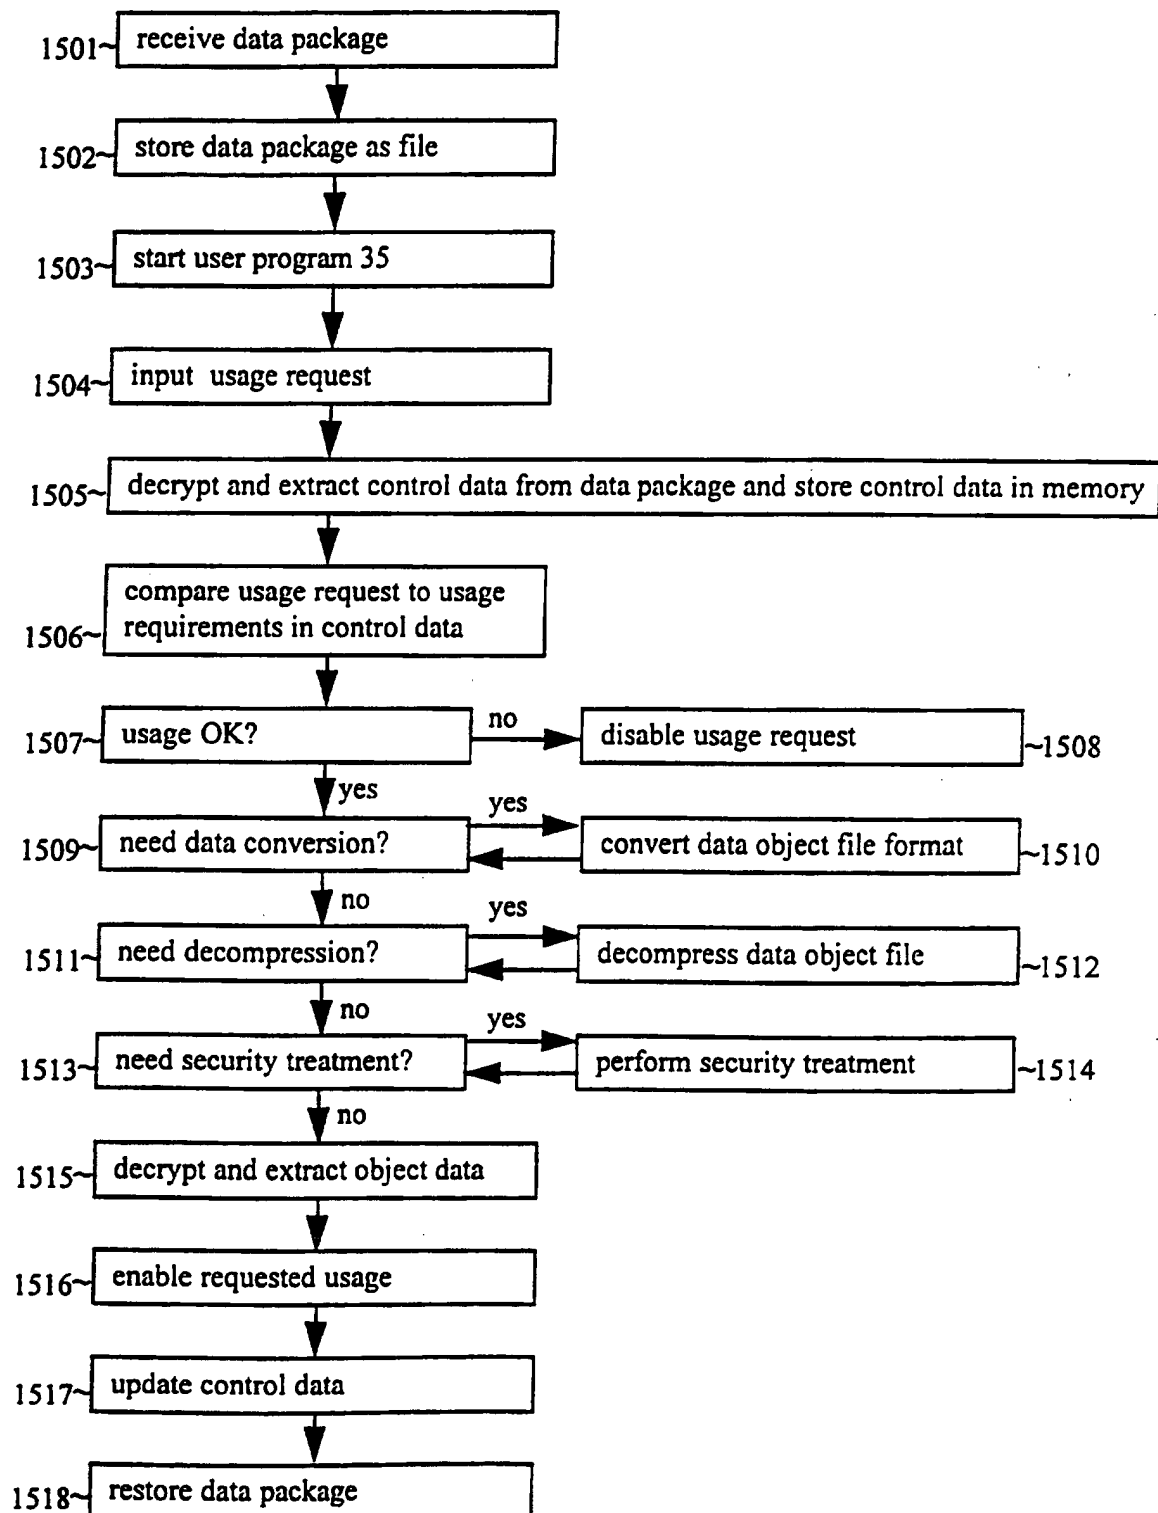 1501~ receive data package
1502~ store data package as file
1503~ start user program 35
1504~ input usage request
1505~ decrypt and extract control data from data package and store control data in memory
compare usage request to usage
1506~ requirements in control data
1507~ usage OK? no disable usage request ~1508
yes
yes
1509~ need data conversion? convert data object file format ~1510
no
yes
1511~ need decompression? decompress data object file ~1512
no
yes
1513~ need security treatment? perform security treatment ~1514
no
1515~ decrypt and extract object data
1516~ enable requested usage
1517~ update control data
1518~ restore data package